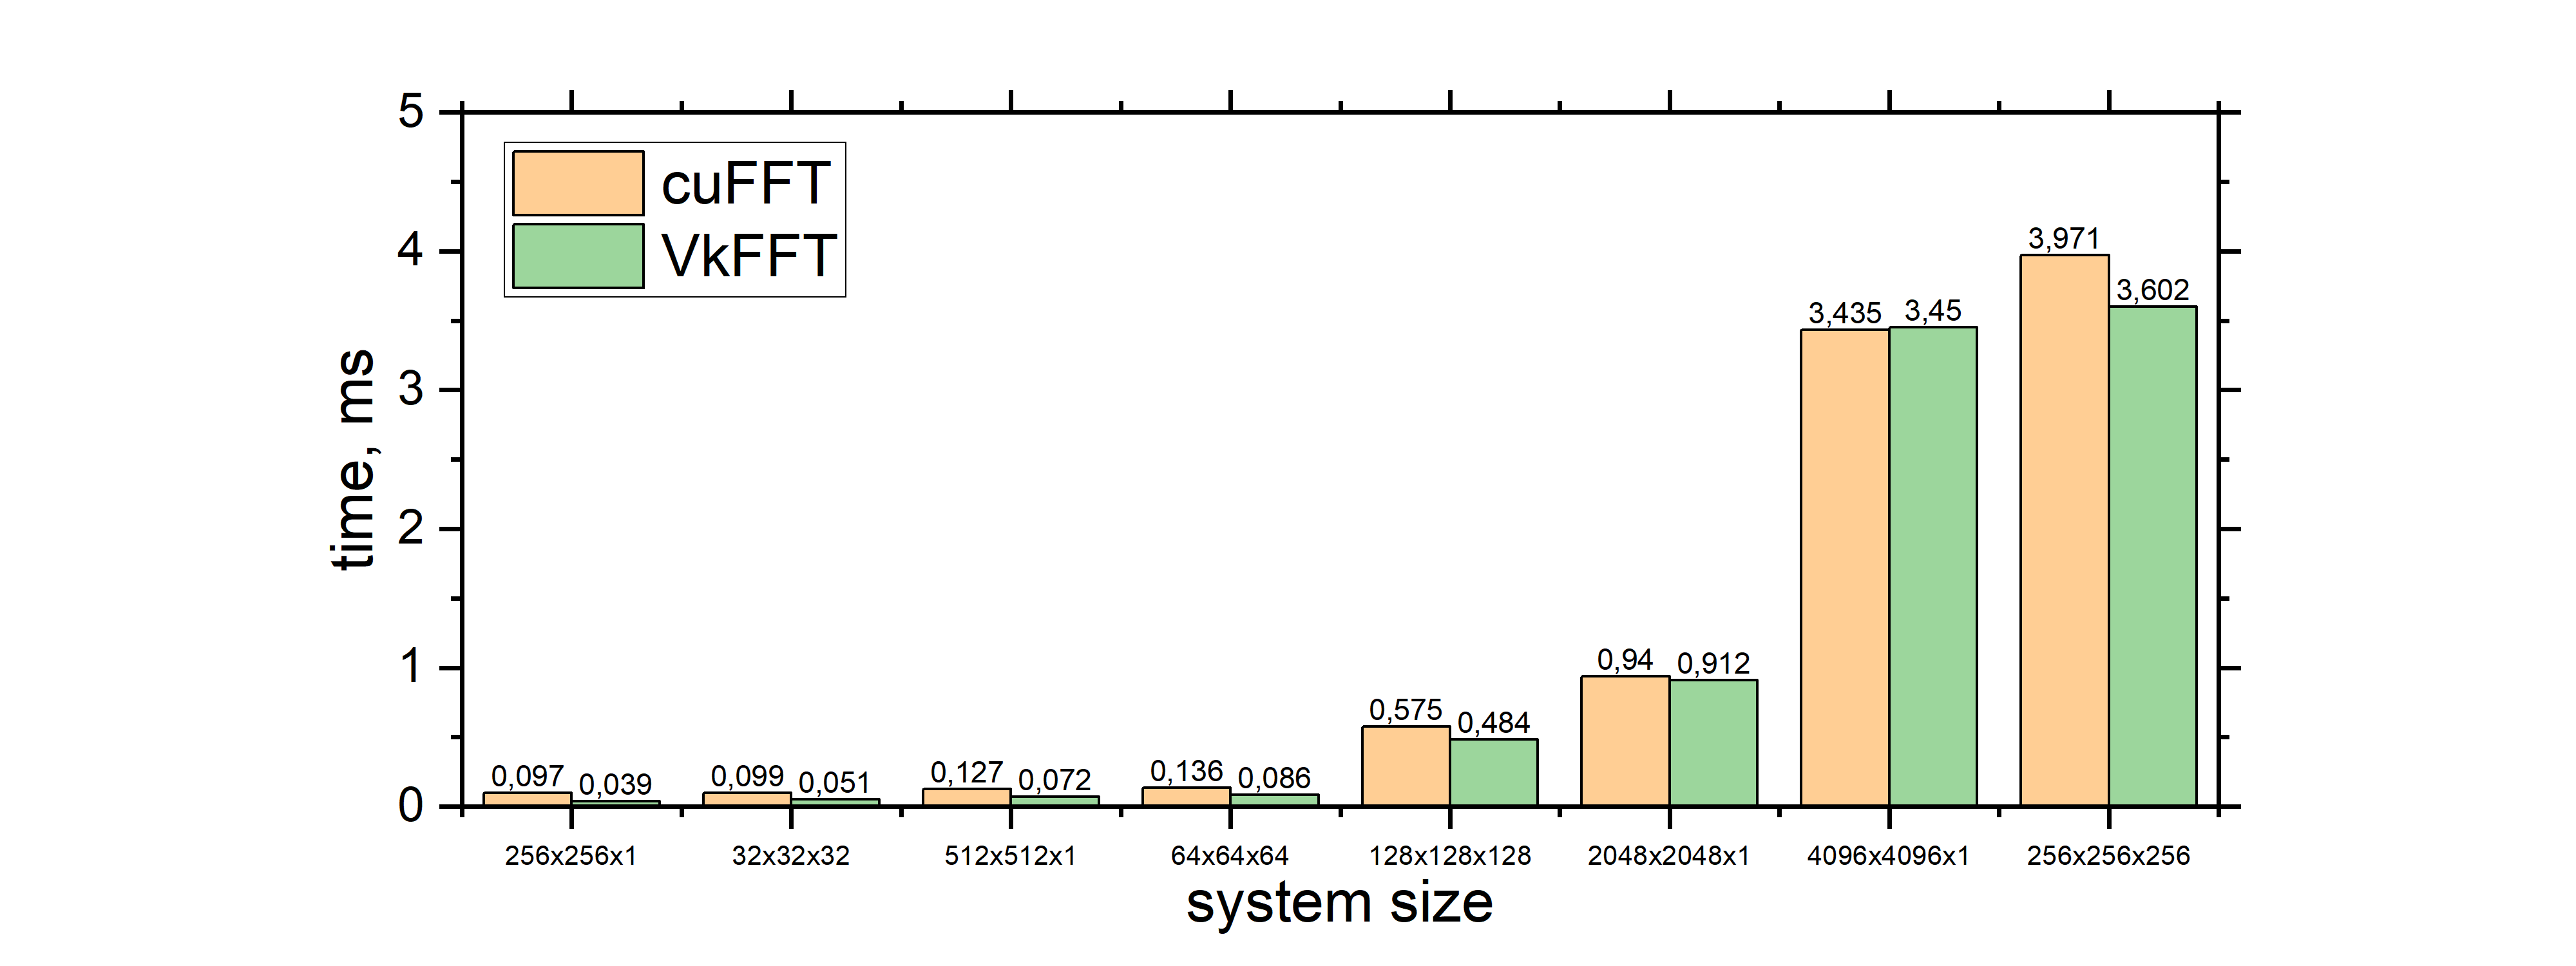 5
4
3
2
1
0
time, ms
cuFFT
VkFFT
0,097
0,039
0,099
0,051
0,127
0,072
0,136
0,086
0,575
0,484
0,94
0,912
3,435
3,45
3,971
3,602
256x256x1
32x32x32
512x512x1
64x64x64
128x128x128
2048x2048x1
4096x4096x1
256x256x256
system size